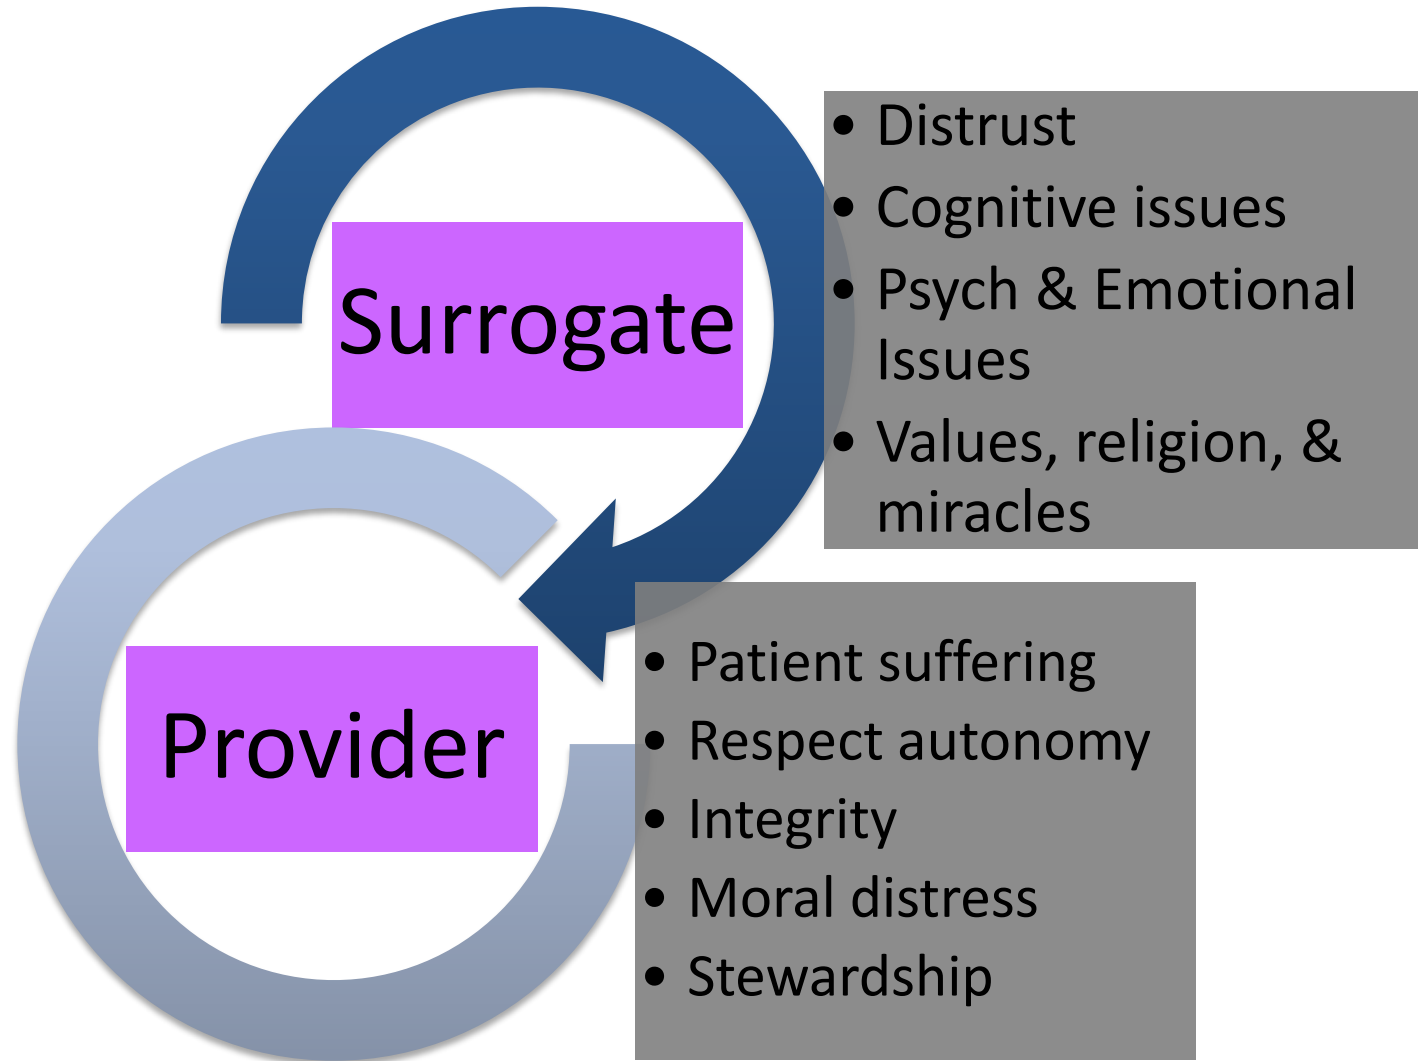 Surrogate
• Distrust
• Cognitive issues
• Psych & Emotional
Issues
• Values, religion, &
miracles
Provider
• Patient suffering
• Respect autonomy
• Integrity
• Moral distress
• Stewardship